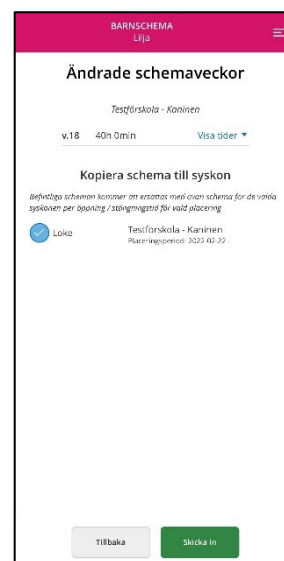 BARNSCHEMA
Lilja
Ändrade schemaveckor
Testförskola - Kaninen
v.18 40h 0min Visa tider
Kopiera schema till syskon
Befintliga scheman kommer att ersättas med ovan schema för de valda
syskonen per öppning / stängningstid för vald placering
Loke Testförskola - Kaninen
Placeringsperiod: 2022-02-22 -
Tillbaka Skicka in